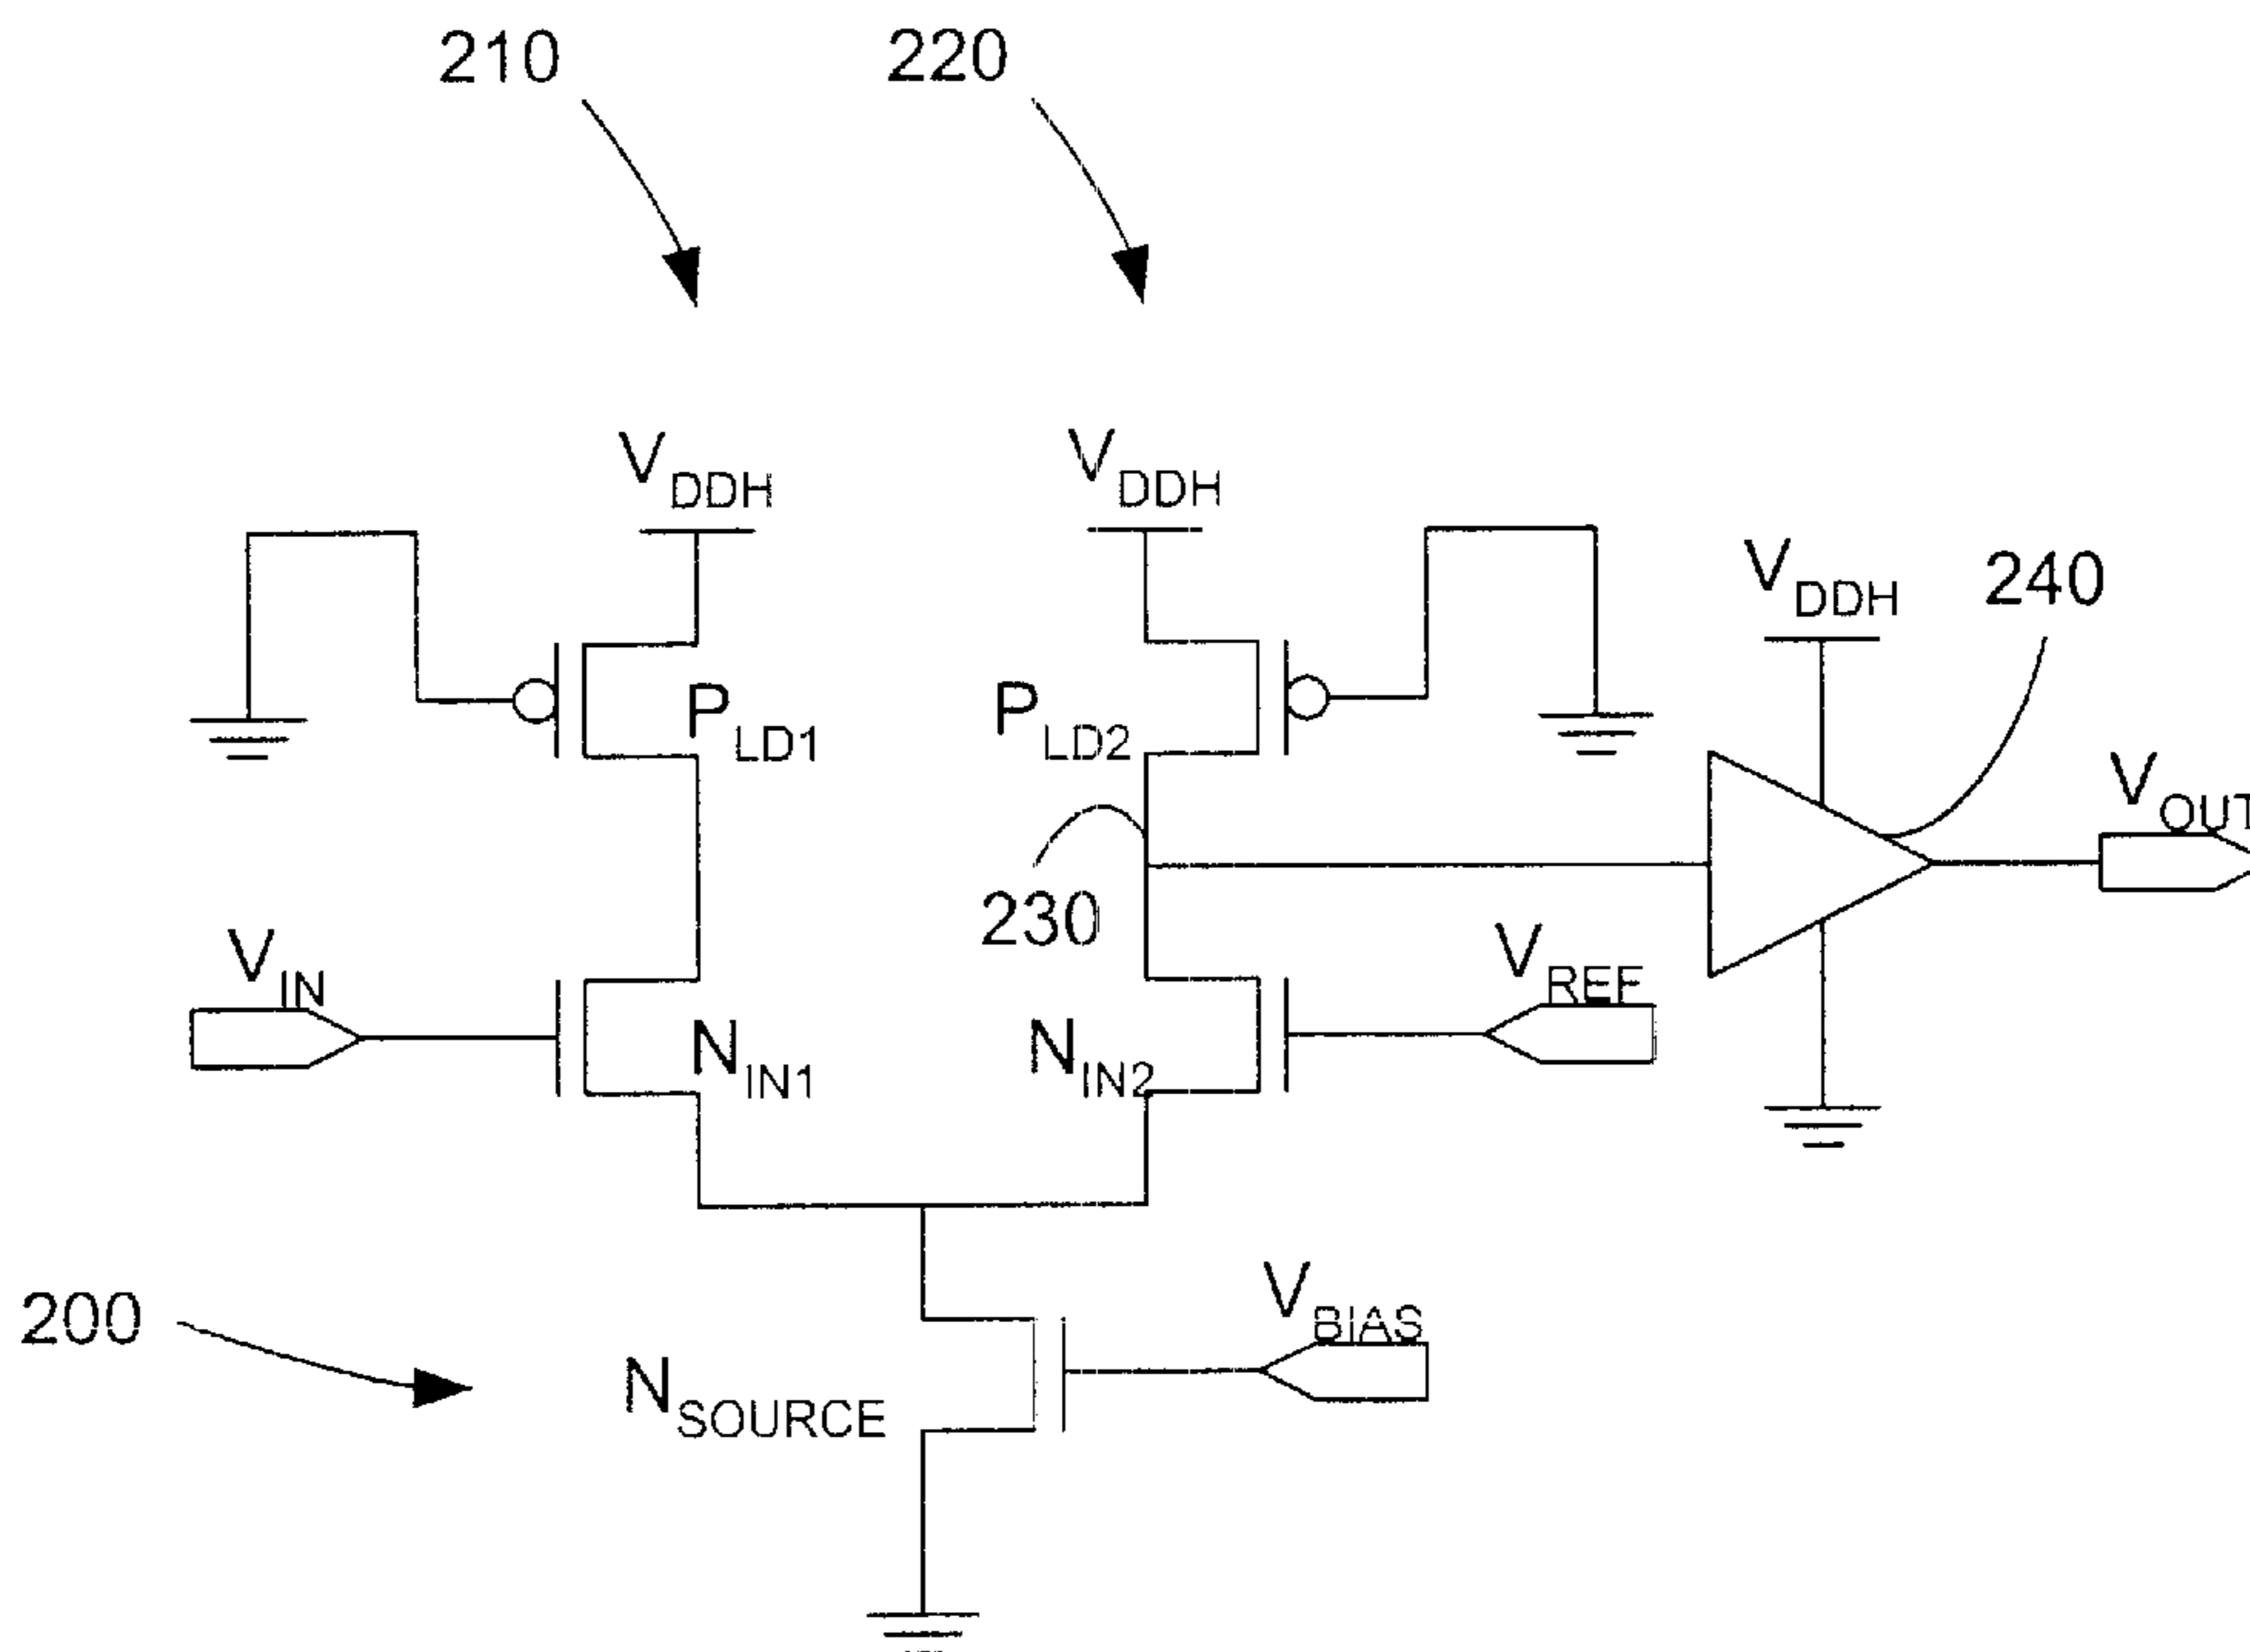 210
220
VDDH
VDDH
VDDH
240
PLD1
PLD2
VOUT
230
VIN
VREF
NIN1
NIN2
200
VBIAS
NSOURCE